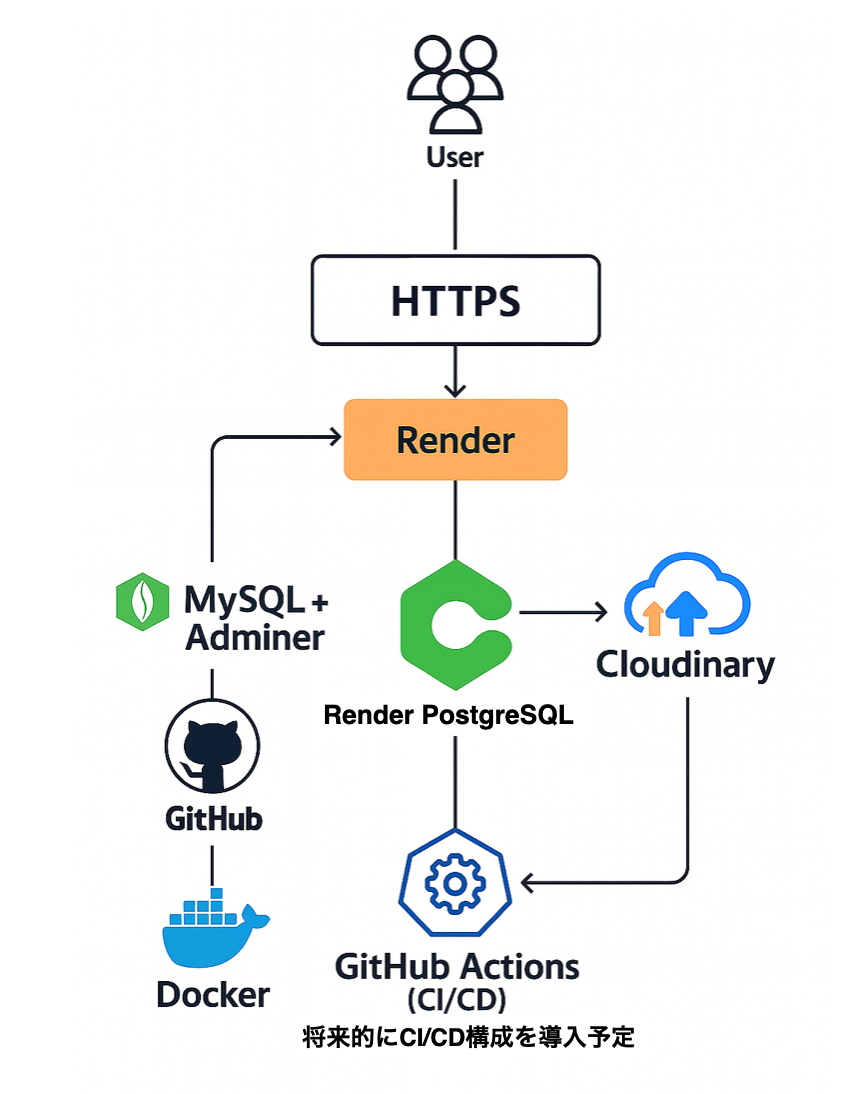 User
HTTPS
Render
MySQL+
Adminer
Cloudinary
Render PostgreSQL
GitHub
Docker
GitHub Actions
(CI/CD)
将来的にCI/CD構成を導入予定